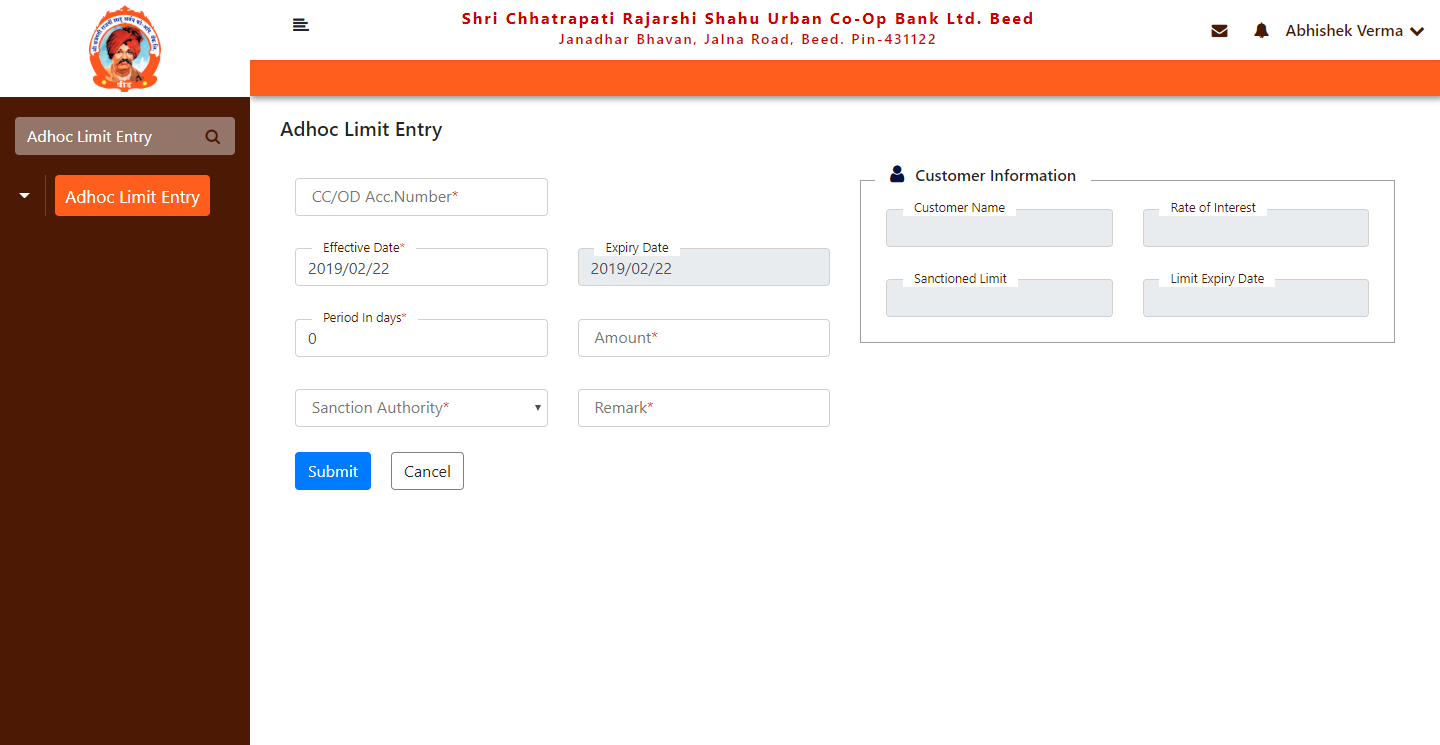 Shri Chhatrapati Rajarshi Shahu Urban Co-Op Bank Ltd. Beed
Janadhar Bhavan, Jalna Road, Beed. Pin-431122
Abhishek Verma
बीड
Adhoc Limit Entry
Adhoc Limit Entry
Adhoc Limit Entry
CC/OD Acc.Number*
Effective Date*
2019/02/22
Expiry Date
2019/02/22
Period In days*
0
Amount*
Sanction Authority*
Remark*
Submit
Cancel
Customer Information
Customer Name
Rate of Interest
Sanctioned Limit
Limit Expiry Date